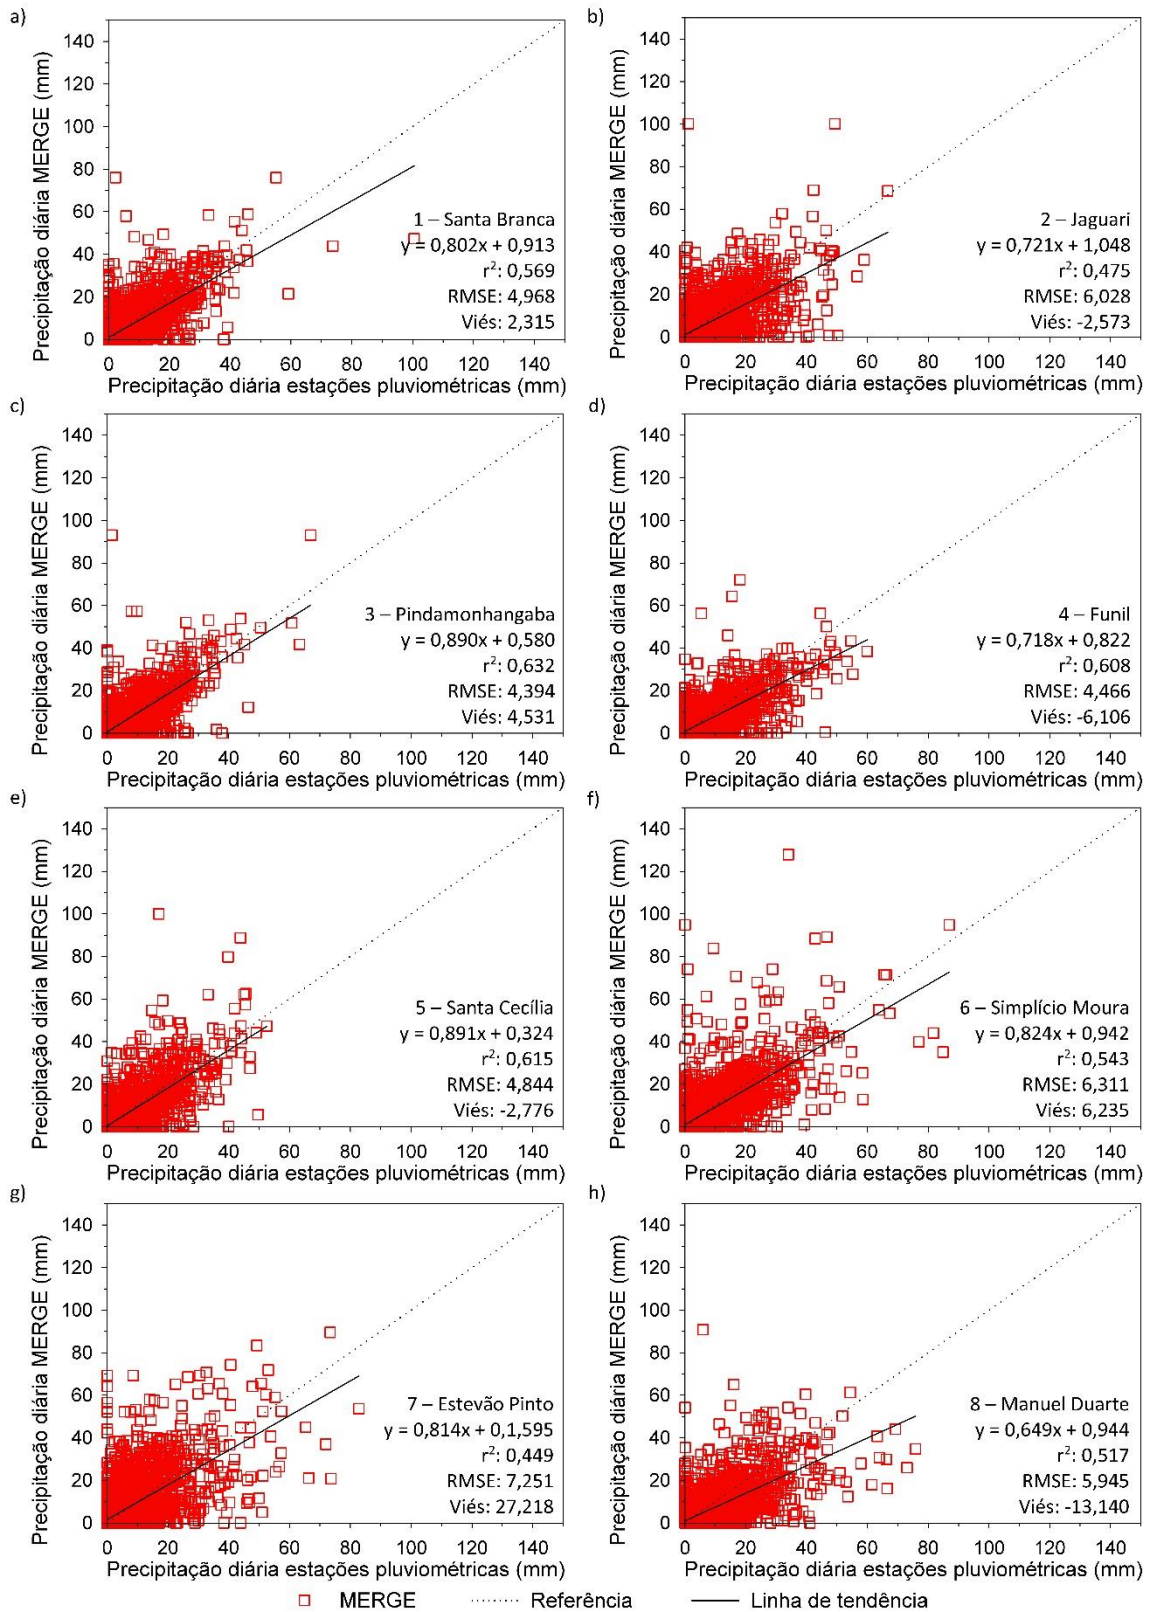 a)
Precipitação diária MERGE (mm)
140
120
100
80
60
40
20
0
1 – Santa Branca
y = 0,802x + 0,913
r²: 0,569
RMSE: 4,968
Viés: 2,315
0 20 40 60 80 100 120 140
Precipitação diária estações pluviométricas (mm)
b)
Precipitação diária MERGE (mm)
140
120
100
80
60
40
20
0
2 – Jaguari
y = 0,721x + 1,048
r²: 0,475
RMSE: 6,028
Viés: -2,573
0 20 40 60 80 100 120 140
Precipitação diária estações pluviométricas (mm)
c)
Precipitação diária MERGE (mm)
140
120
100
80
60
40
20
0
3 – Pindamonhangaba
y = 0,890x + 0,580
r²: 0,632
RMSE: 4,394
Viés: 4,531
0 20 40 60 80 100 120 140
Precipitação diária estações pluviométricas (mm)
d)
Precipitação diária MERGE (mm)
140
120
100
80
60
40
20
0
4 – Funil
y = 0,718x + 0,822
r²: 0,608
RMSE: 4,466
Viés: -6,106
0 20 40 60 80 100 120 140
Precipitação diária estações pluviométricas (mm)
e)
Precipitação diária MERGE (mm)
140
120
100
80
60
40
20
0
5 – Santa Cecília
y = 0,891x + 0,324
r²: 0,615
RMSE: 4,844
Viés: -2,776
0 20 40 60 80 100 120 140
Precipitação diária estações pluviométricas (mm)
f)
Precipitação diária MERGE (mm)
140
120
100
80
60
40
20
0
6 – Simplício Moura
y = 0,824x + 0,942
r²: 0,543
RMSE: 6,311
Viés: 6,235
0 20 40 60 80 100 120 140
Precipitação diária estações pluviométricas (mm)
g)
Precipitação diária MERGE (mm)
140
120
100
80
60
40
20
0
7 – Estevão Pinto
y = 0,814x + 0,1,595
r²: 0,449
RMSE: 7,251
Viés: 27,218
0 20 40 60 80 100 120 140
Precipitação diária estações pluviométricas (mm)
h)
Precipitação diária MERGE (mm)
140
120
100
80
60
40
20
0
8 – Manuel Duarte
y = 0,649x + 0,944
r²: 0,517
RMSE: 5,945
Viés: -13,140
0 20 40 60 80 100 120 140
Precipitação diária estações pluviométricas (mm)
MERGE Referência Linha de tendência